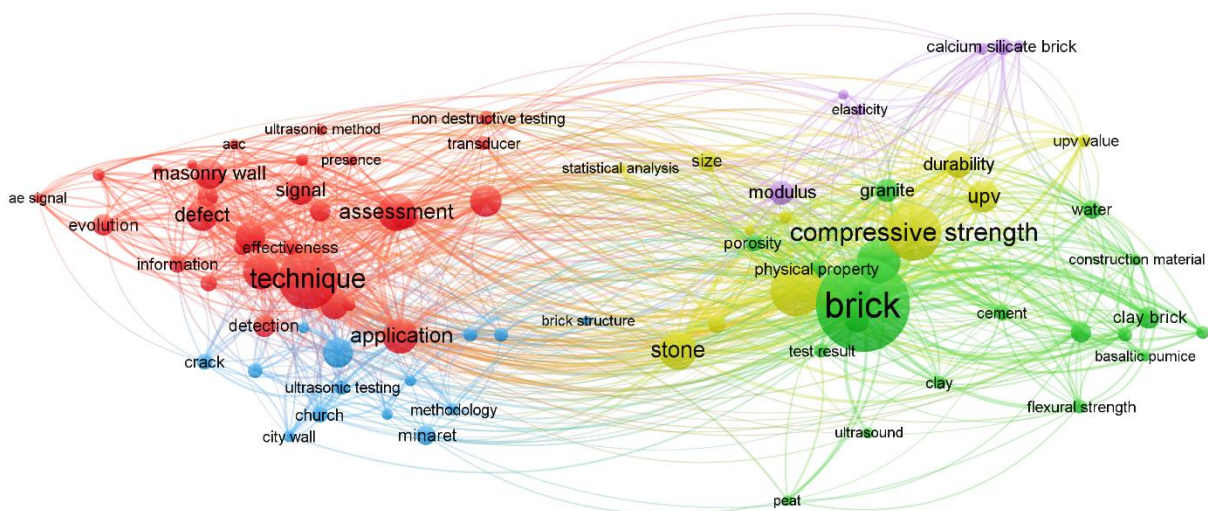 calcium silicate brick
elasticity
non destructive testing
ultrasonic method
transducer
aac
upv value
presence
statistical analysis
size
durability
masonry wall
signal
modulus
granite
upv
ae signal
defect
assessment
water
evolution
compressive strength
effectiveness
porosity
information
technique
physical property
construction material
brick
detection
application
brick structure
cement
clay brick
stone
test result
basaltic pumice
crack
ultrasonic testing
clay
church
methodology
flexural strength
city wall
minaret
ultrasound
peat